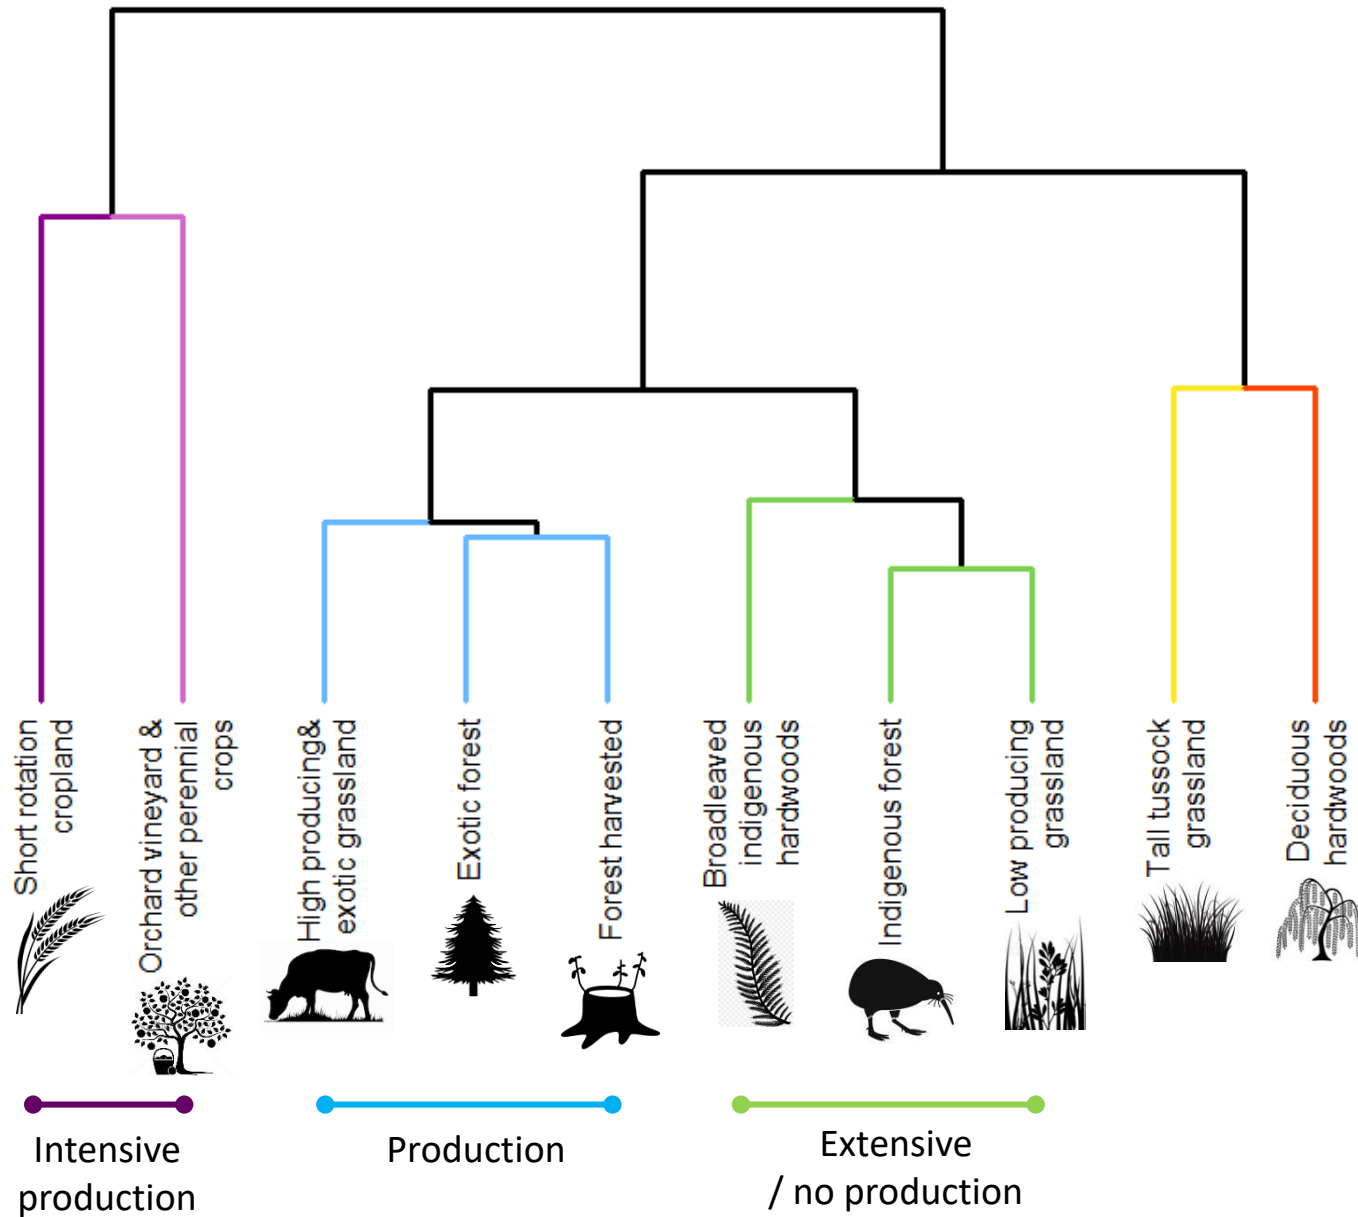 Short rotation
cropland
Orchard vineyard &
other perennial
crops
High producing&
exotic grassland
Exotic forest
Forest harvested
Broadleaved
indigenous
hardwoods
Indigenous forest
Low producing
grassland
Tall tussock
grassland
Deciduous
hardwoods
Intensive
production
Production
Extensive
/ no production